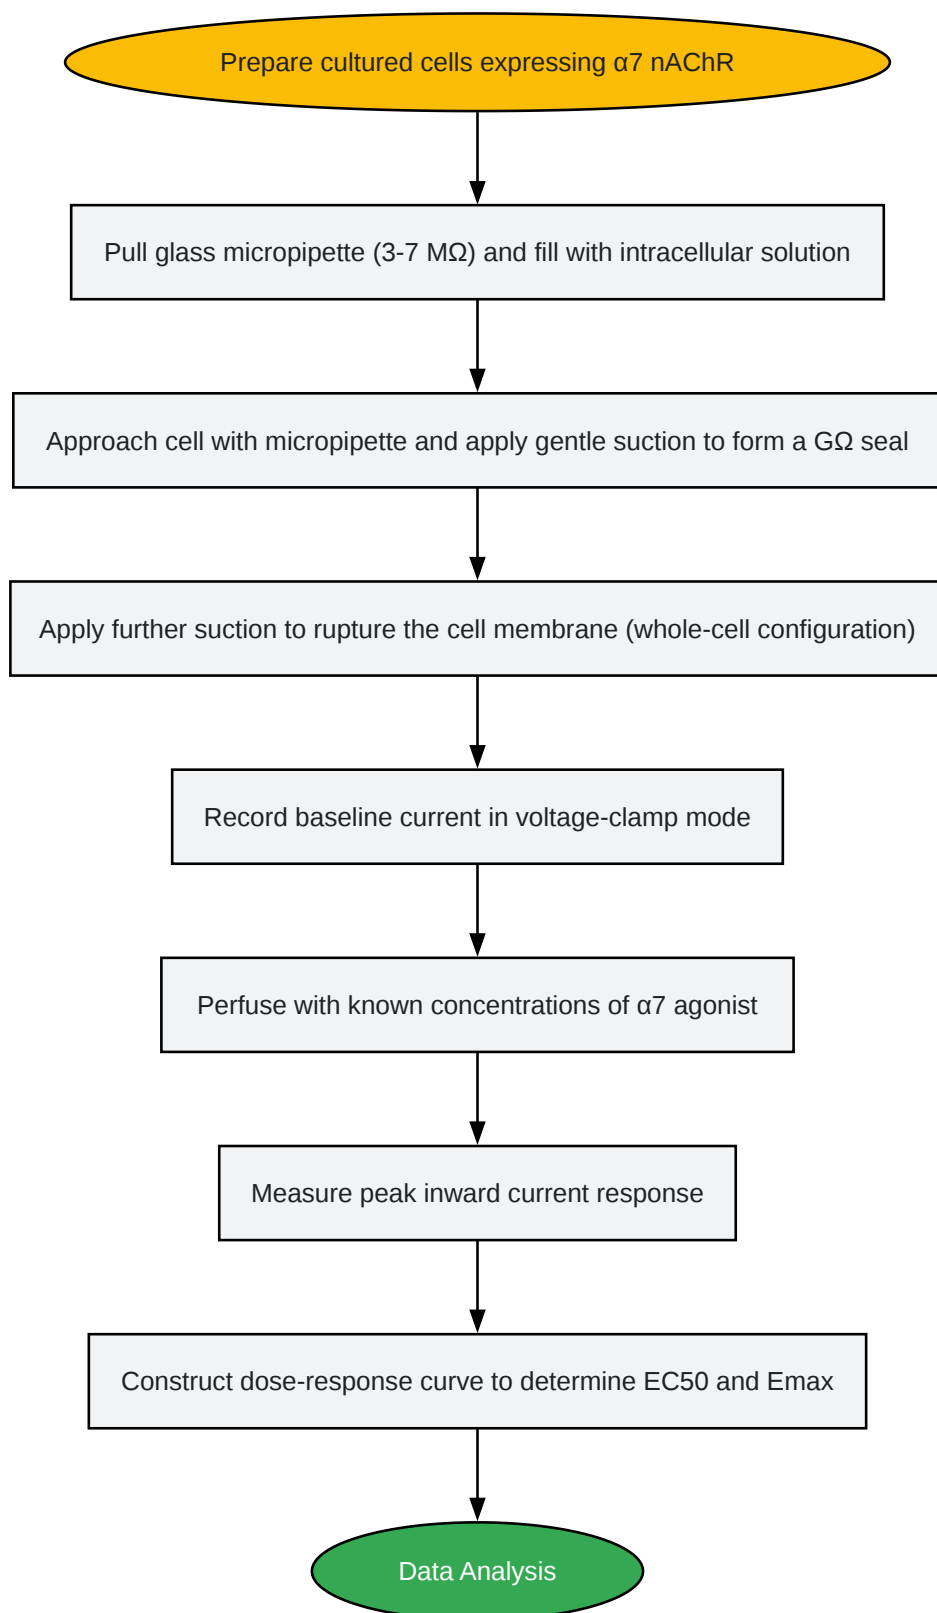 Prepare cultured cells expressing α7 nAChR
Pull glass micropipette (3-7 MΩ) and fill with intracellular solution
Approach cell with micropipette and apply gentle suction to form a GΩ seal
Apply further suction to rupture the cell membrane (whole-cell configuration)
Record baseline current in voltage-clamp mode
Perfuse with known concentrations of α7 agonist
Measure peak inward current response
Construct dose-response curve to determine EC50 and Emax
Data Analysis